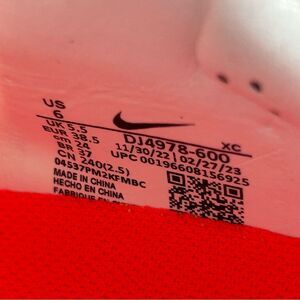 US 6
UK 5.5
EUR 38.5
cm 24
BR 37
CN 240(2.5)
XC
DJ4978-600
11/30/22 | 02/27/23
UPC 00196608156925
04537PM2KFMBC
MADE IN CHINA
HECHO EN CHINA
FABRIQUÉ EN CHINE